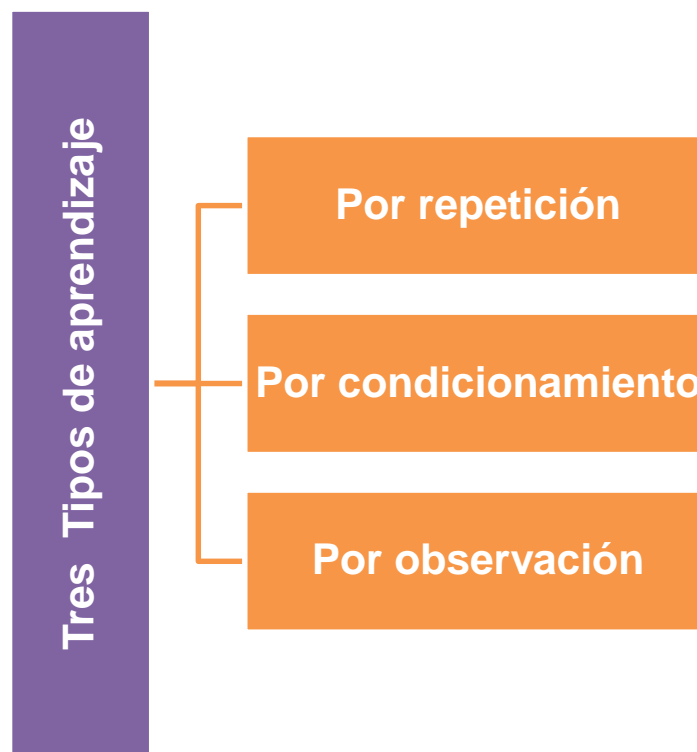 Tres Tipos de aprendizaje
Por repetición
Por condicionamiento
Por observación